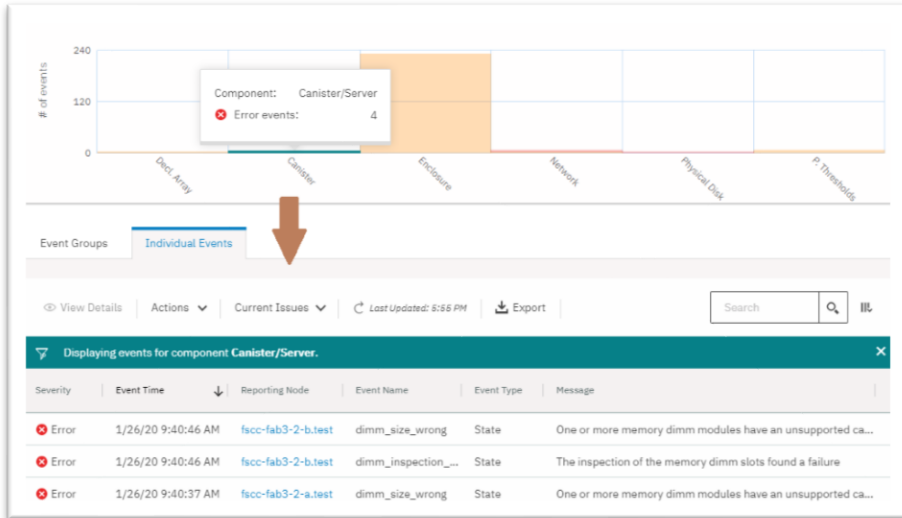 240
# of events
120
Component: Canister/Server
Error events: 4
0
Decl. Array
Canister
Enclosure
Network
Physical Disk
P. Thresholds
Event Groups
Individual Events
View Details Actions Current Issues Last Updated: 5:55 PM Export Search
Displaying events for component Canister/Server.
Severity Event Time Reporting Node Event Name Event Type Message
Error 1/26/20 9:40:46 AM fscc-fab3-2-b.test dimm_size_wrong State One or more memory dimm modules have an unsupported ca...
Error 1/26/20 9:40:46 AM fscc-fab3-2-b.test dimm_inspection_... State The inspection of the memory dimm slots found a failure
Error 1/26/20 9:40:37 AM fscc-fab3-2-a.test dimm_size_wrong State One or more memory dimm modules have an unsupported ca...